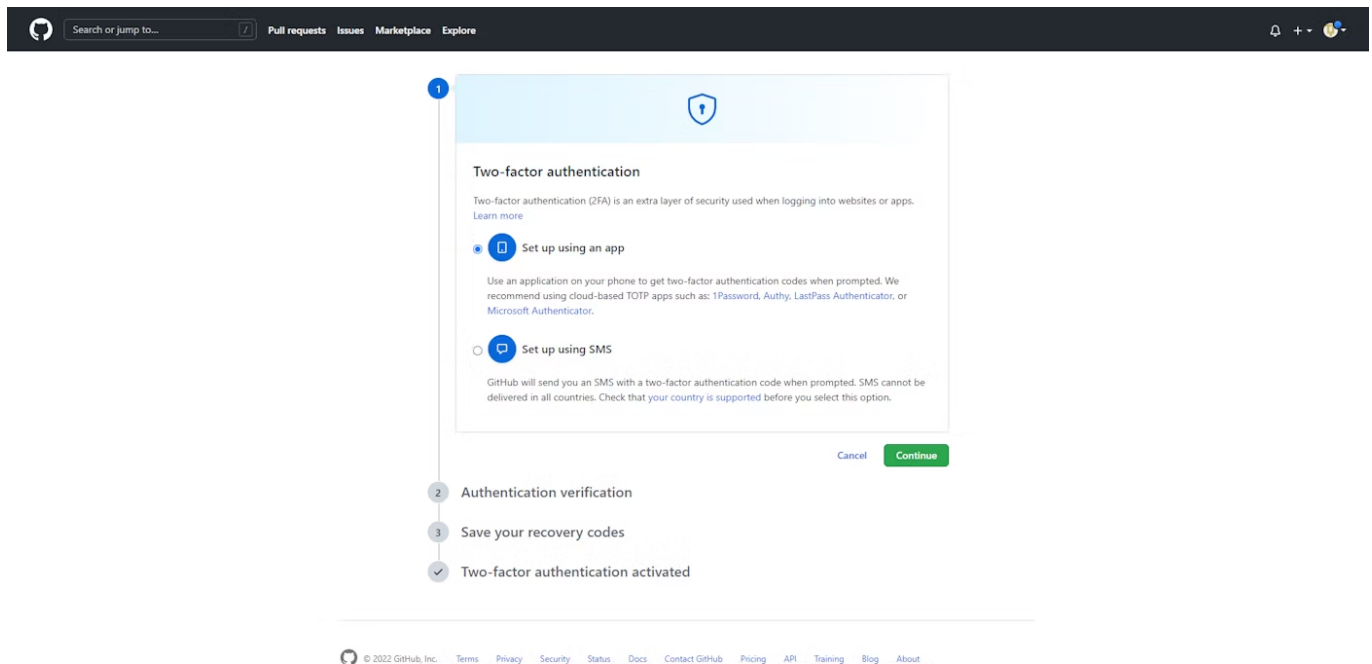 Search or jump to...
/
Pull requests Issues Marketplace Explore
1
Two-factor authentication
Two-factor authentication (2FA) is an extra layer of security used when logging into websites or apps.
Learn more
Set up using an app
Use an application on your phone to get two-factor authentication codes when prompted. We
recommend using cloud-based TOTP apps such as: 1Password, Authy, LastPass Authenticator, or
Microsoft Authenticator.
Set up using SMS
GitHub will send you an SMS with a two-factor authentication code when prompted. SMS cannot be
delivered in all countries. Check that your country is supported before you select this option.
Cancel Continue
2 Authentication verification
3 Save your recovery codes
Two-factor authentication activated
© 2022 GitHub, Inc. Terms Privacy Security Status Docs Contact GitHub Pricing API Training Blog About